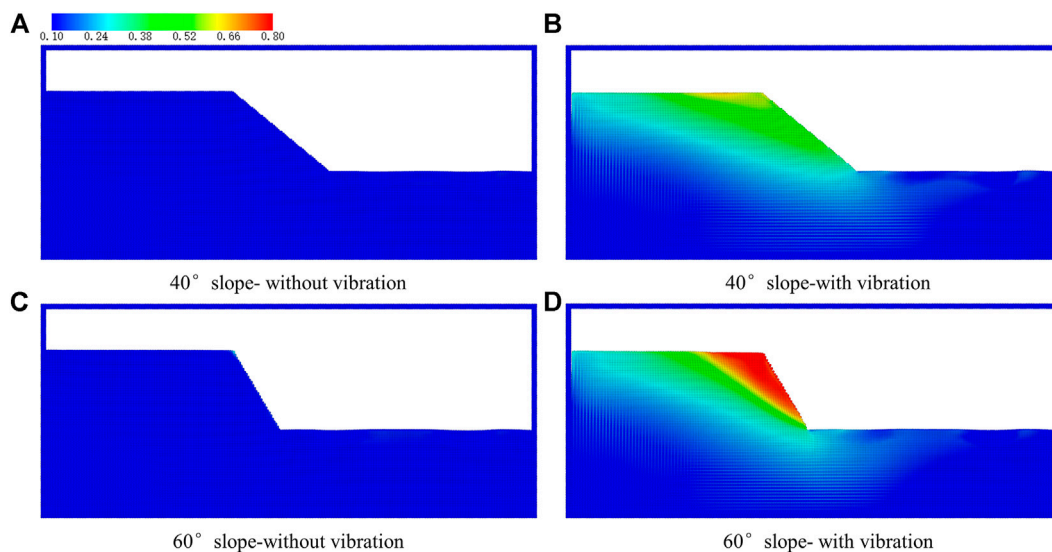 A
B
0.10 0.24 0.38 0.52 0.66 0.80
40° slope- without vibration
40° slope-with vibration
C
D
60° slope-without vibration
60° slope- with vibration